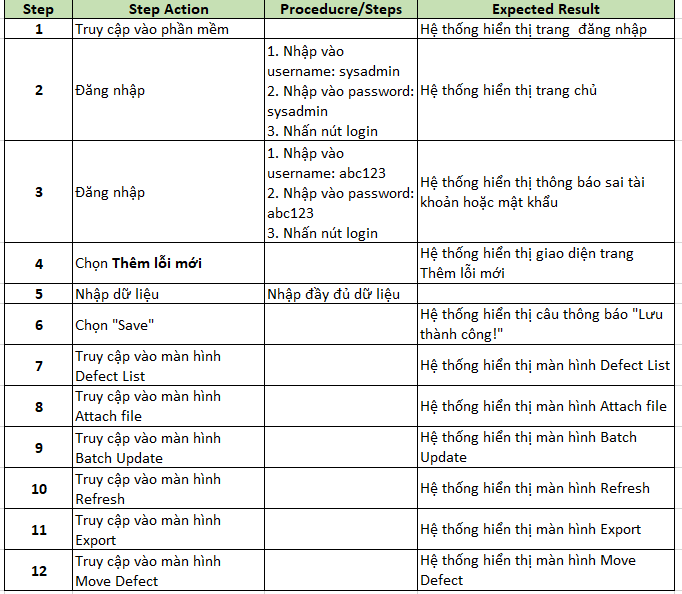 Step Step Action Proceducre/Steps Expected Result
1 Truy cập vào phần mềm Hệ thống hiển thị trang đăng nhập
2 Đăng nhập
1. Nhập vào
username: sysadmin
2. Nhập vào password:
sysadmin
3. Nhấn nút login
Hệ thống hiển thị trang chủ
3 Đăng nhập
1. Nhập vào
username: abc123
2. Nhập vào password:
abc123
3. Nhấn nút login
Hệ thống hiển thị thông báo sai tài
khoản hoặc mật khẩu
4 Chọn Thêm lỗi mới
Hệ thống hiển thị giao diện trang
Thêm lỗi mới
5 Nhập dữ liệu Nhập đầy đủ dữ liệu
6 Chọn "Save"
Hệ thống hiển thị câu thông báo "Lưu
thành công!"
7
Truy cập vào màn hình
Defect List
Hệ thống hiển thị màn hình Defect List
8
Truy cập vào màn hình
Attach file
Hệ thống hiển thị màn hình Attach file
9
Truy cập vào màn hình
Batch Update
Hệ thống hiển thị màn hình Batch
Update
10
Truy cập vào màn hình
Refresh
Hệ thống hiển thị màn hình Refresh
11
Truy cập vào màn hình
Export
Hệ thống hiển thị màn hình Export
12
Truy cập vào màn hình
Move Defect
Hệ thống hiển thị màn hình Move
Defect